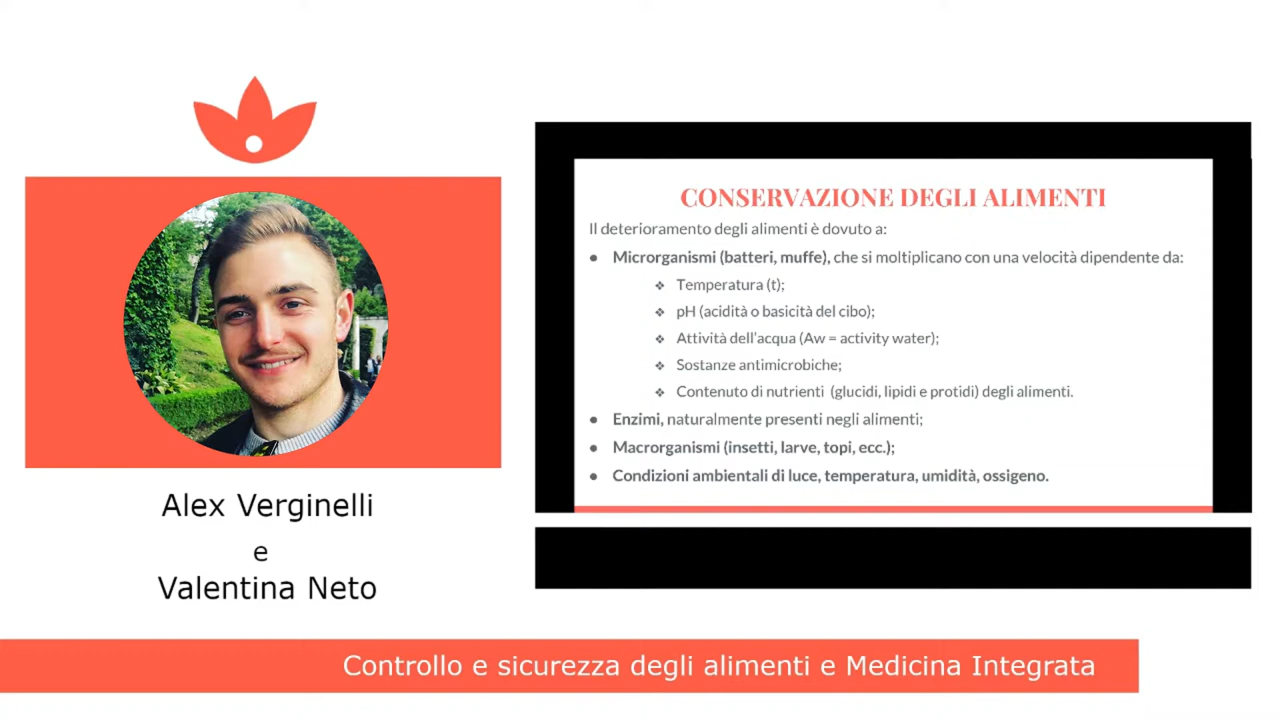 CONSERVAZIONE DEGLI ALIMENTI
Il deterioramento degli alimenti è dovuto a:
● Microrganismi (batteri, muffe), che si moltiplicano con una velocità dipendente da:
❖ Temperatura (t);
❖ pH (acidità o basicità del cibo);
❖ Attività dell'acqua (Aw = activity water);
❖ Sostanze antimicrobiche;
❖ Contenuto di nutrienti (glucidi, lipidi e protidi) degli alimenti.
● Enzimi, naturalmente presenti negli alimenti;
● Macrorganismi (insetti, larve, topi, ecc.);
● Condizioni ambientali di luce, temperatura, umidità, ossigeno.
Alex Verginelli
e
Valentina Neto
Controllo e sicurezza degli alimenti e Medicina Integrata